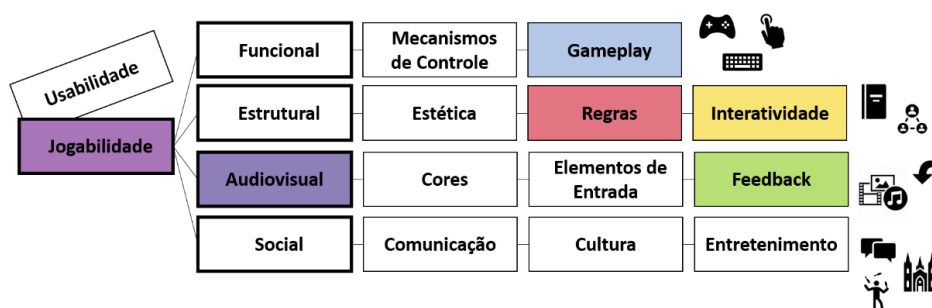 Usabilidade
Jogabilidade
Funcional
Mecanismos
de Controle
Gameplay
Estrutural
Estética
Regras
Interatividade
Audiovisual
Cores
Elementos de
Entrada
Feedback
Social
Comunicação
Cultura
Entretenimento